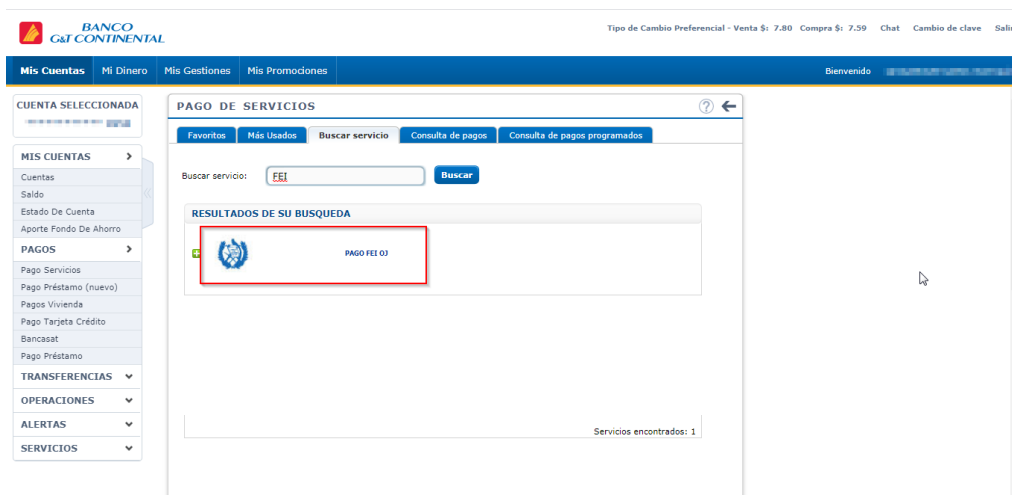 BANCO
G&T CONTINENTAL
Tipo de Cambio Preferencial - Venta $: 7.80 Compra $: 7.59 Chat Cambio de clave Salir
Mis Cuentas Mi Dinero Mis Gestiones Mis Promociones Bienvenido
CUENTA SELECCIONADA
PAGO DE SERVICIOS
?
Favoritos Más Usados Buscar servicio Consulta de pagos Consulta de pagos programados
MIS CUENTAS
Cuentas
Saldo
Estado De Cuenta
Aporte Fondo De Ahorro
PAGOS
Pago Servicios
Pago Préstamo (nuevo)
Pagos Vivienda
Pago Tarjeta Crédito
Bancasat
Pago Préstamo
TRANSFERENCIAS
OPERACIONES
ALERTAS
SERVICIOS
Buscar servicio: FEI Buscar
RESULTADOS DE SU BUSQUEDA
PAGO FEI OJ
Servicios encontrados: 1